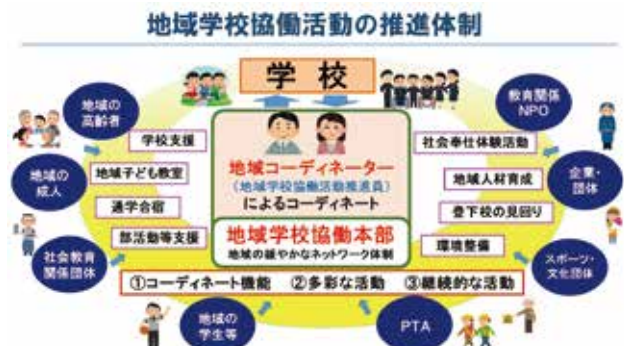 地域学校協働活動の推進体制
学 校
地域の
高齢者
地域の
成人
社会教育
関係団体
地域の
学生等
PTA
スポーツ・
文化団体
企業・
団体
教育関係
NPO
学校支援
地域子ども教室
通学合宿
部活動等支援
地域コーディネーター
（地域学校協働活動推進員）
によるコーディネート
地域学校協働本部
地域の緩やかなネットワーク体制
社会奉仕体験活動
地域人材育成
登下校の見回り
環境整備
①コーディネート機能 ②多彩な活動 ③継続的な活動